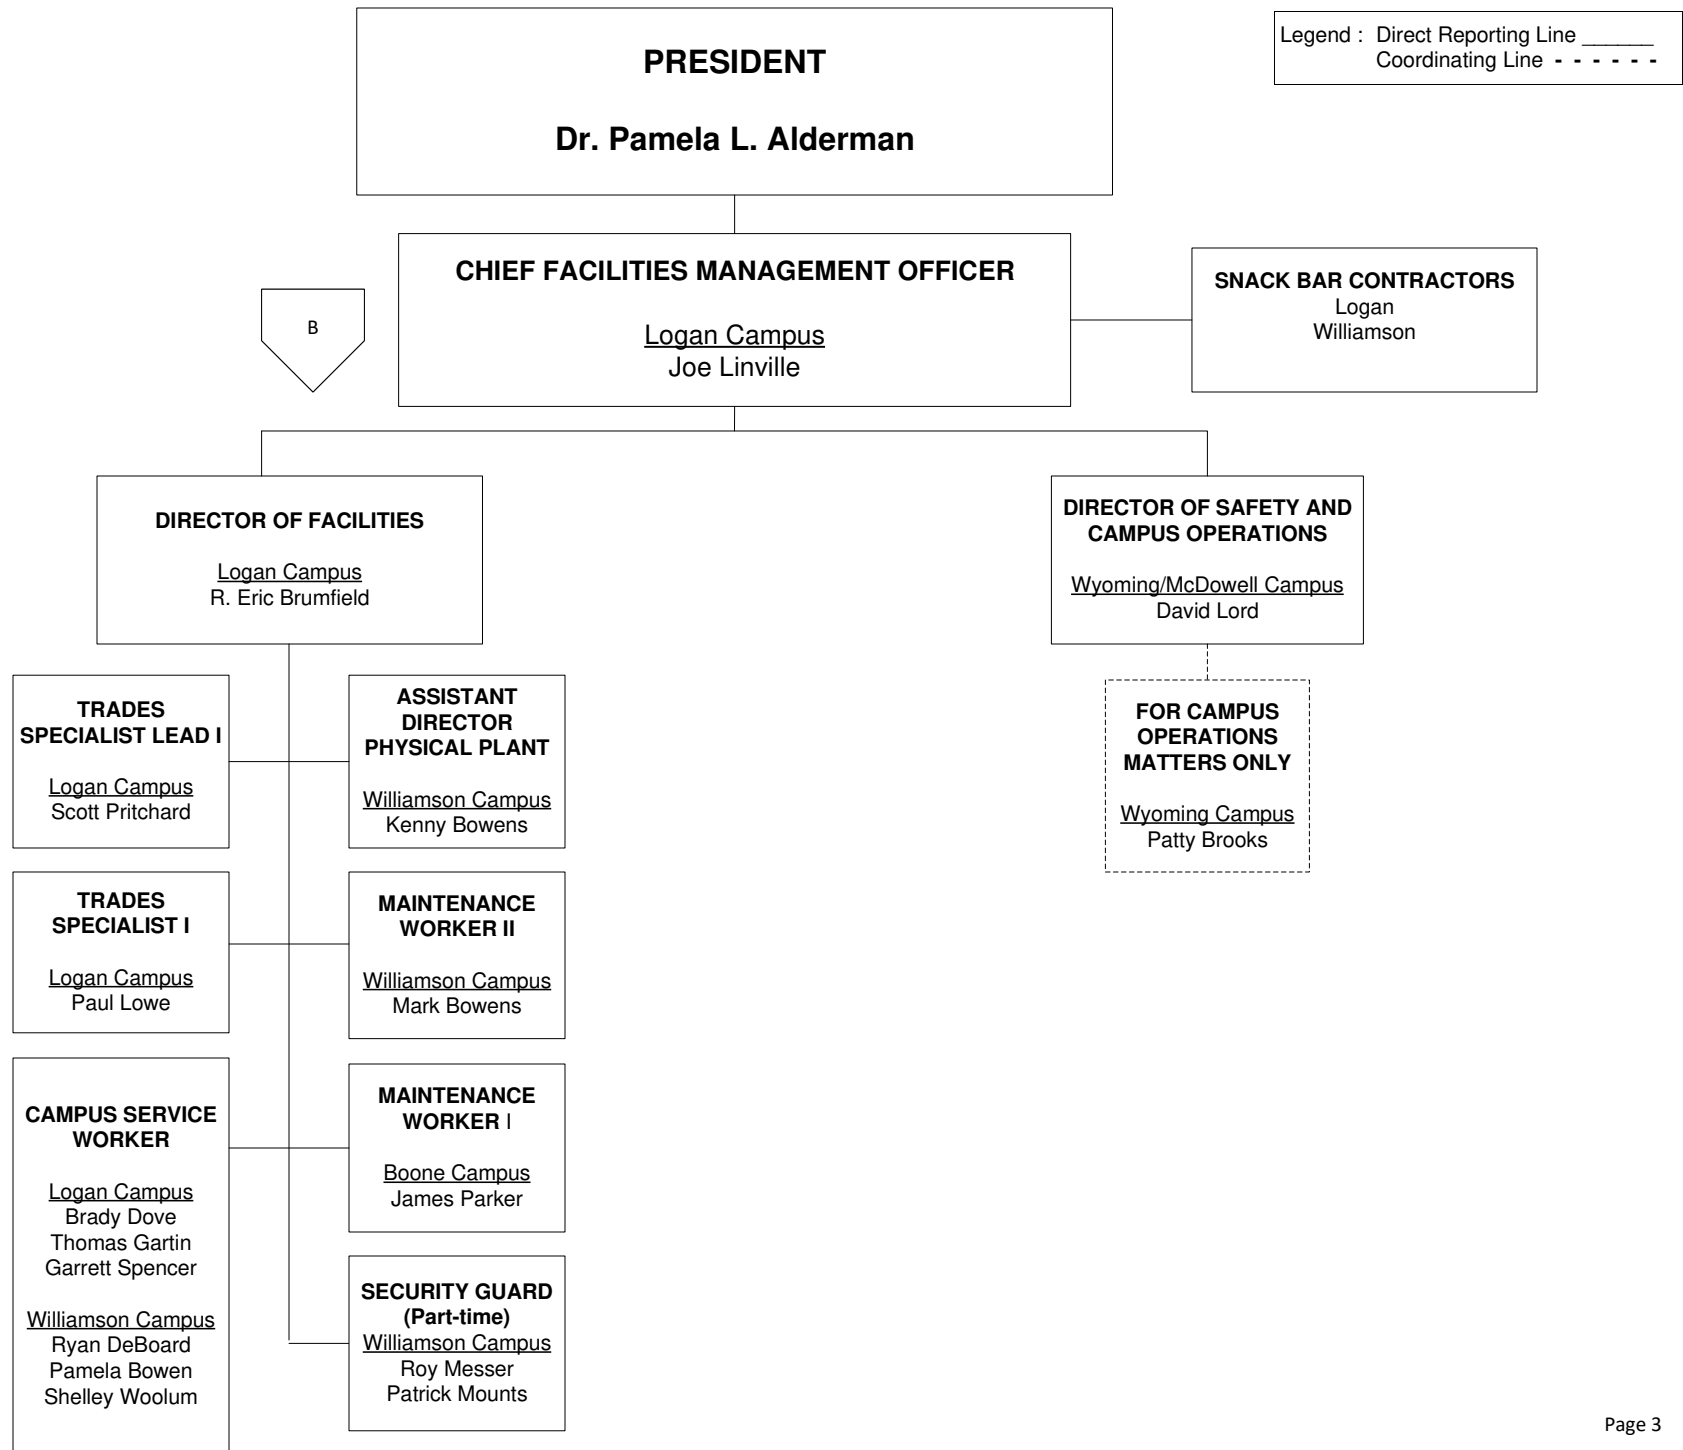 PRESIDENT
Dr. Pamela L. Alderman
Legend : Direct Reporting Line ______
Coordinating Line - - - - - -
CHIEF FACILITIES MANAGEMENT OFFICER
Logan Campus
Joe Linville
SNACK BAR CONTRACTORS
Logan
Williamson
B
DIRECTOR OF FACILITIES
Logan Campus
R. Eric Brumfield
DIRECTOR OF SAFETY AND
CAMPUS OPERATIONS
Wyoming/McDowell Campus
David Lord
TRADES
SPECIALIST LEAD I
Logan Campus
Scott Pritchard
ASSISTANT
DIRECTOR
PHYSICAL PLANT
Williamson Campus
Kenny Bowens
FOR CAMPUS
OPERATIONS
MATTERS ONLY
Wyoming Campus
Patty Brooks
TRADES
SPECIALIST I
Logan Campus
Paul Lowe
MAINTENANCE
WORKER II
Williamson Campus
Mark Bowens
CAMPUS SERVICE
WORKER
Logan Campus
Brady Dove
Thomas Gartin
Garrett Spencer
Williamson Campus
Ryan DeBoard
Pamela Bowen
Shelley Woolum
MAINTENANCE
WORKER I
Boone Campus
James Parker
SECURITY GUARD
(Part-time)
Williamson Campus
Roy Messer
Patrick Mounts
Page 3